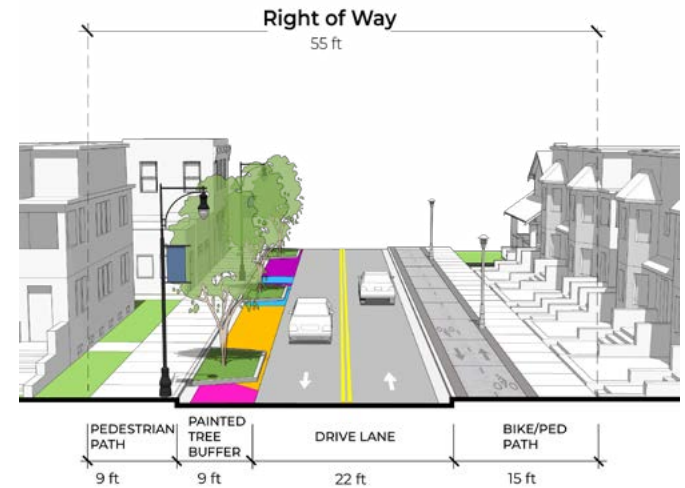 Right of Way
55 ft
PEDESTRIAN
PATH
PAINTED
TREE
BUFFER
DRIVE LANE
BIKE/PED
PATH
9 ft
9 ft
22 ft
15 ft